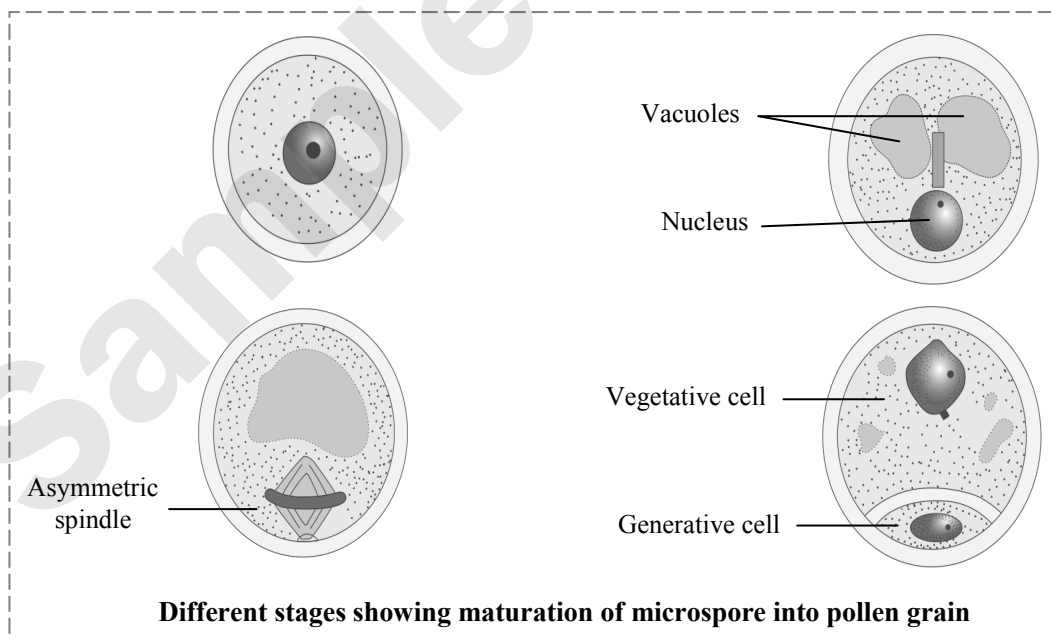 Sample
Vacuoles
Nucleus
Asymmetric
spindle
Vegetative cell
Generative cell
Different stages showing maturation of microspore into pollen grain